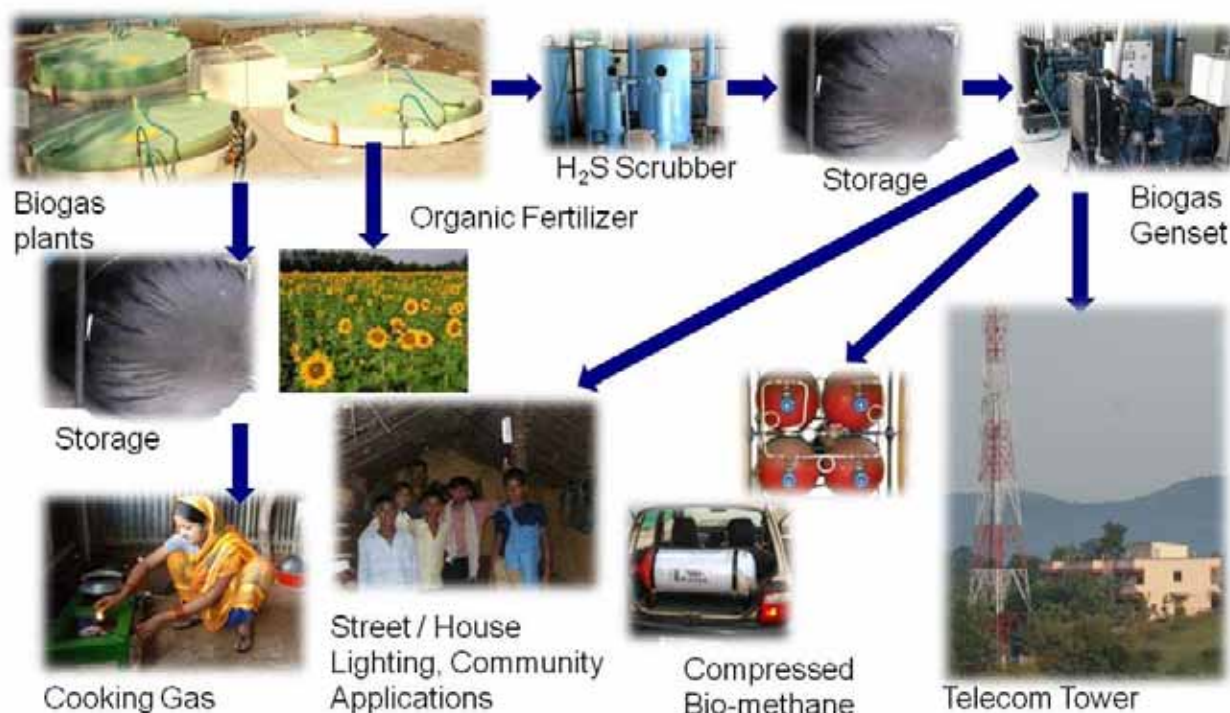 H₂S Scrubber
Storage
Biogas
Genset
Biogas
plants
Organic Fertilizer
Storage
Cooking Gas
Street / House
Lighting, Community
Applications
Compressed
Bio-methane
Telecom Tower